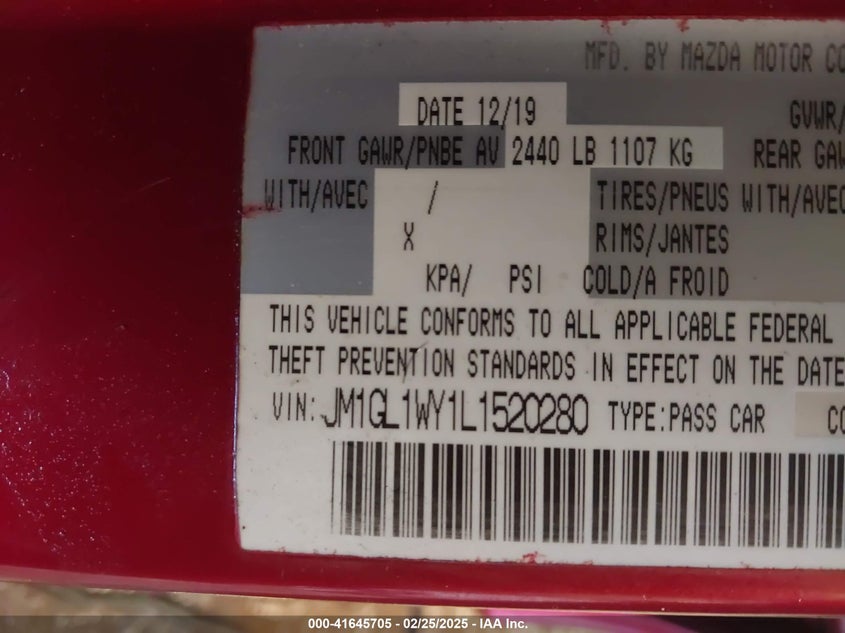 MFD. BY MAZDA MOTOR CO
DATE 12/19
GVWR/
FRONT GAWR/PNBE AV 2440 LB 1107 KG
REAR GAW
WITH/AVEC /
TIRES/PNEUS WITH/AVEC
X
RIMS/JANTES
KPA/ PSI COLD/A FROID
THIS VEHICLE CONFORMS TO ALL APPLICABLE FEDERAL
THEFT PREVENTION STANDARDS IN EFFECT ON THE DATE
VIN: JM1GL1WY1L1520280 TYPE:PASS CAR CO
000-41645705 - 02/25/2025 - IAA Inc.